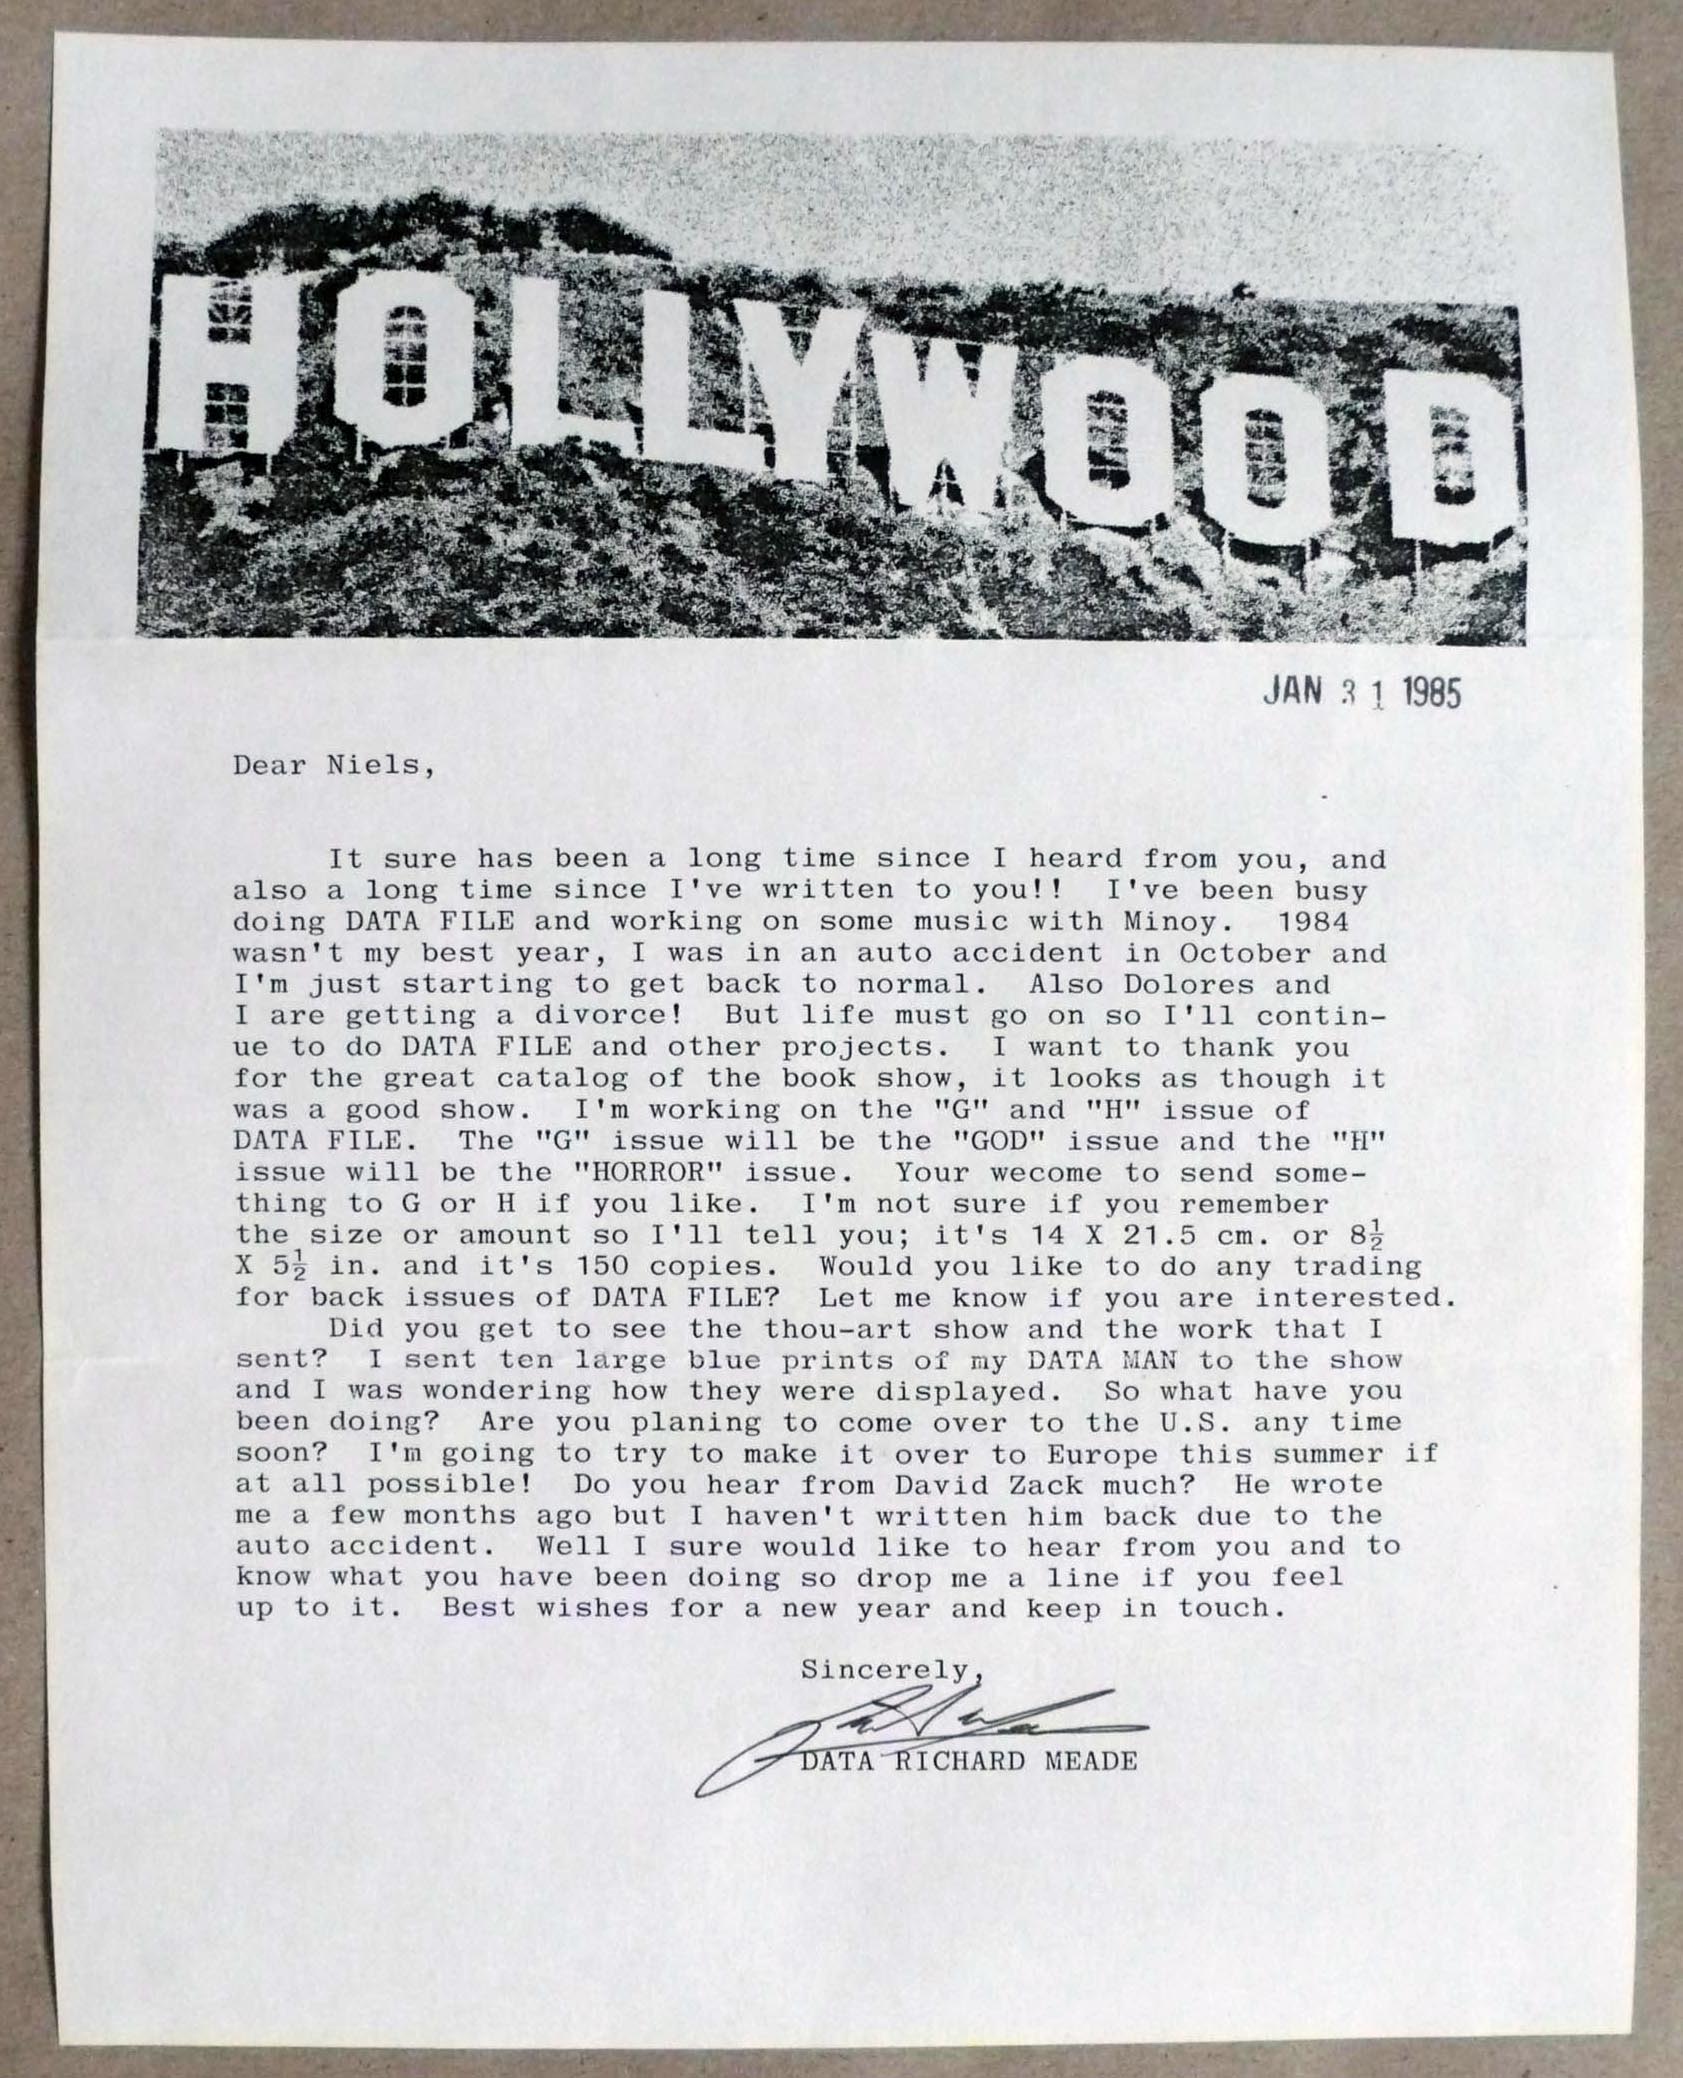 HOLLYWOOD
JAN 31 1985
Dear Niels,
It sure has been a long time since I heard from you, and
also a long time since I've written to you!! I've been busy
doing DATA FILE and working on some music with Minoy. 1984
wasn't my best year, I was in an auto accident in October and
I'm just starting to get back to normal. Also Dolores and
I are getting a divorce! But life must go on so I'll contin-
ue to do DATA FILE and other projects. I want to thank you
for the great catalog of the book show, it looks as though it
was a good show. I'm working on the "G" and "H" issue of
DATA FILE. The "G" issue will be the "GOD" issue and the "H"
issue will be the "HORROR" issue. Your wecome to send some-
thing to G or H if you like. I'm not sure if you remember
the size or amount so I'll tell you; it's 14 X 21.5 cm. or 8½
X 5½ in. and it's 150 copies. Would you like to do any trading
for back issues of DATA FILE? Let me know if you are interested.
Did you get to see the thou-art show and the work that I
sent? I sent ten large blue prints of my DATA MAN to the show
and I was wondering how they were displayed. So what have you
been doing? Are you planing to come over to the U.S. any time
soon? I'm going to try to make it over to Europe this summer if
at all possible! Do you hear from David Zack much? He wrote
me a few months ago but I haven't written him back due to the
auto accident. Well I sure would like to hear from you and to
know what you have been doing so drop me a line if you feel
up to it. Best wishes for a new year and keep in touch.
Sincerely,
DATA RICHARD MEADE